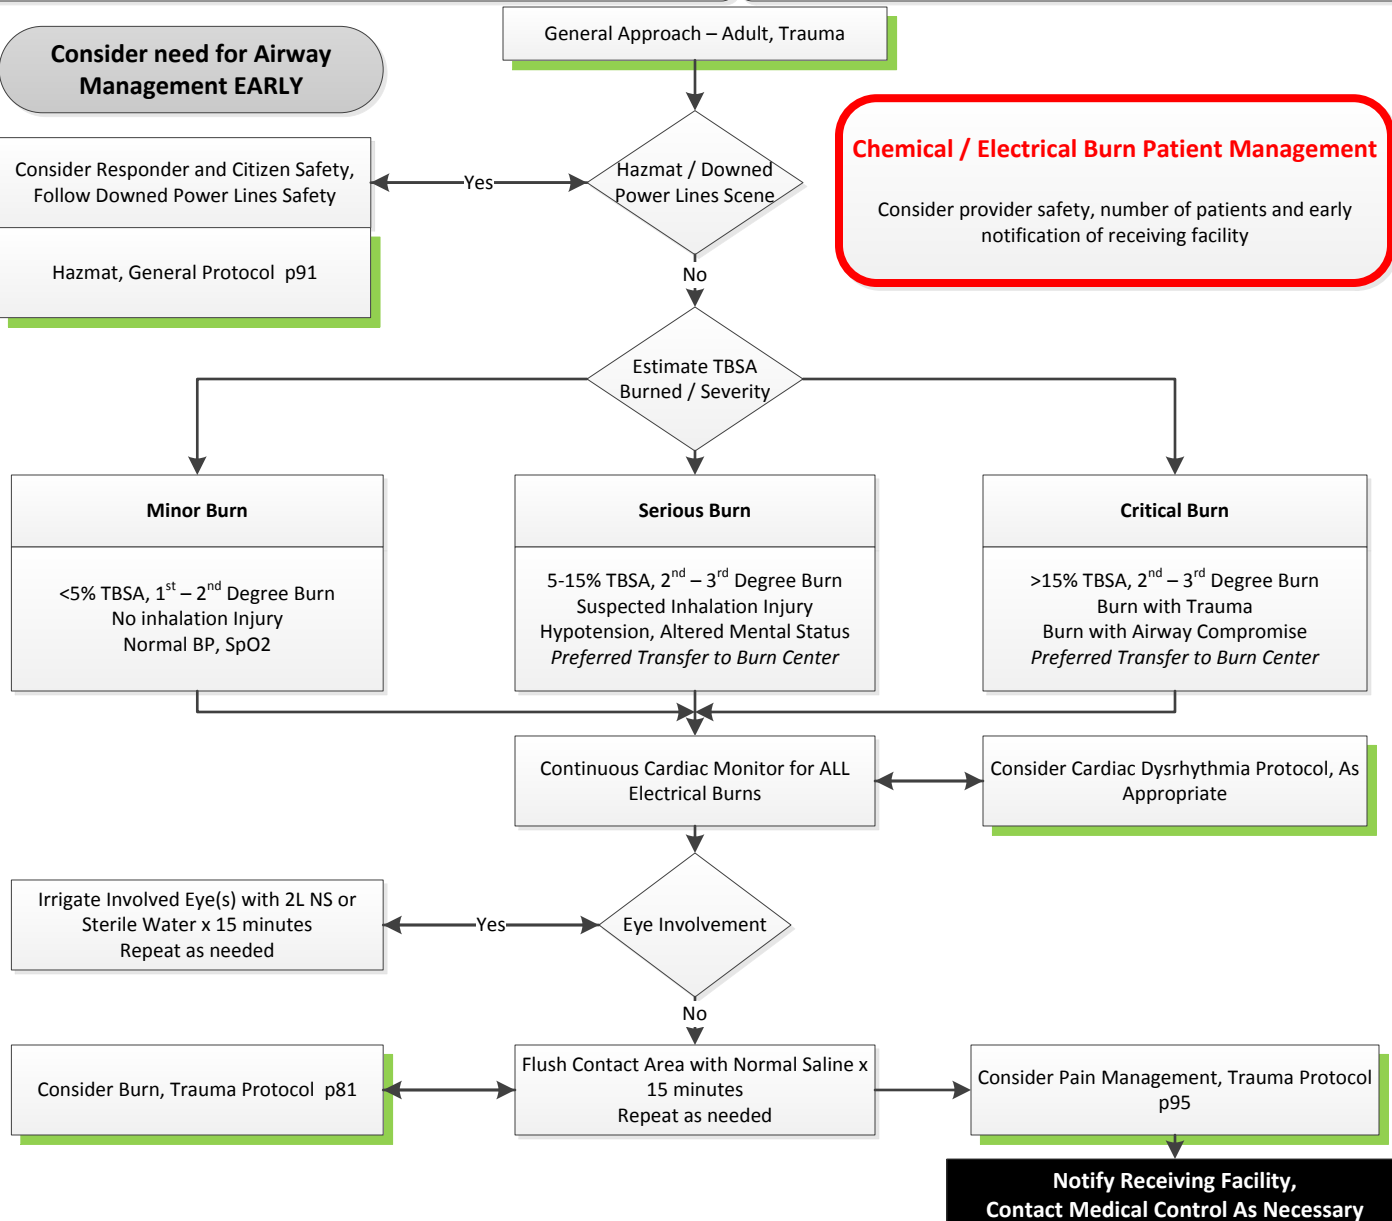 General Approach – Adult, Trauma
Consider need for Airway
Management EARLY
Chemical / Electrical Burn Patient Management
Consider provider safety, number of patients and early
notification of receiving facility
Consider Responder and Citizen Safety,
Follow Downed Power Lines Safety
Yes
Hazmat / Downed
Power Lines Scene
Hazmat, General Protocol p91
No
Estimate TBSA
Burned / Severity
Minor Burn
<5% TBSA, 1st – 2nd Degree Burn
No inhalation Injury
Normal BP, SpO2
Serious Burn
5-15% TBSA, 2nd – 3rd Degree Burn
Suspected Inhalation Injury
Hypotension, Altered Mental Status
Preferred Transfer to Burn Center
Critical Burn
>15% TBSA, 2nd – 3rd Degree Burn
Burn with Trauma
Burn with Airway Compromise
Preferred Transfer to Burn Center
Continuous Cardiac Monitor for ALL
Electrical Burns
Consider Cardiac Dysrhythmia Protocol, As
Appropriate
Irrigate Involved Eye(s) with 2L NS or
Sterile Water x 15 minutes
Repeat as needed
Yes
Eye Involvement
No
Consider Burn, Trauma Protocol p81
Flush Contact Area with Normal Saline x
15 minutes
Repeat as needed
Consider Pain Management, Trauma Protocol
p95
Notify Receiving Facility,
Contact Medical Control As Necessary